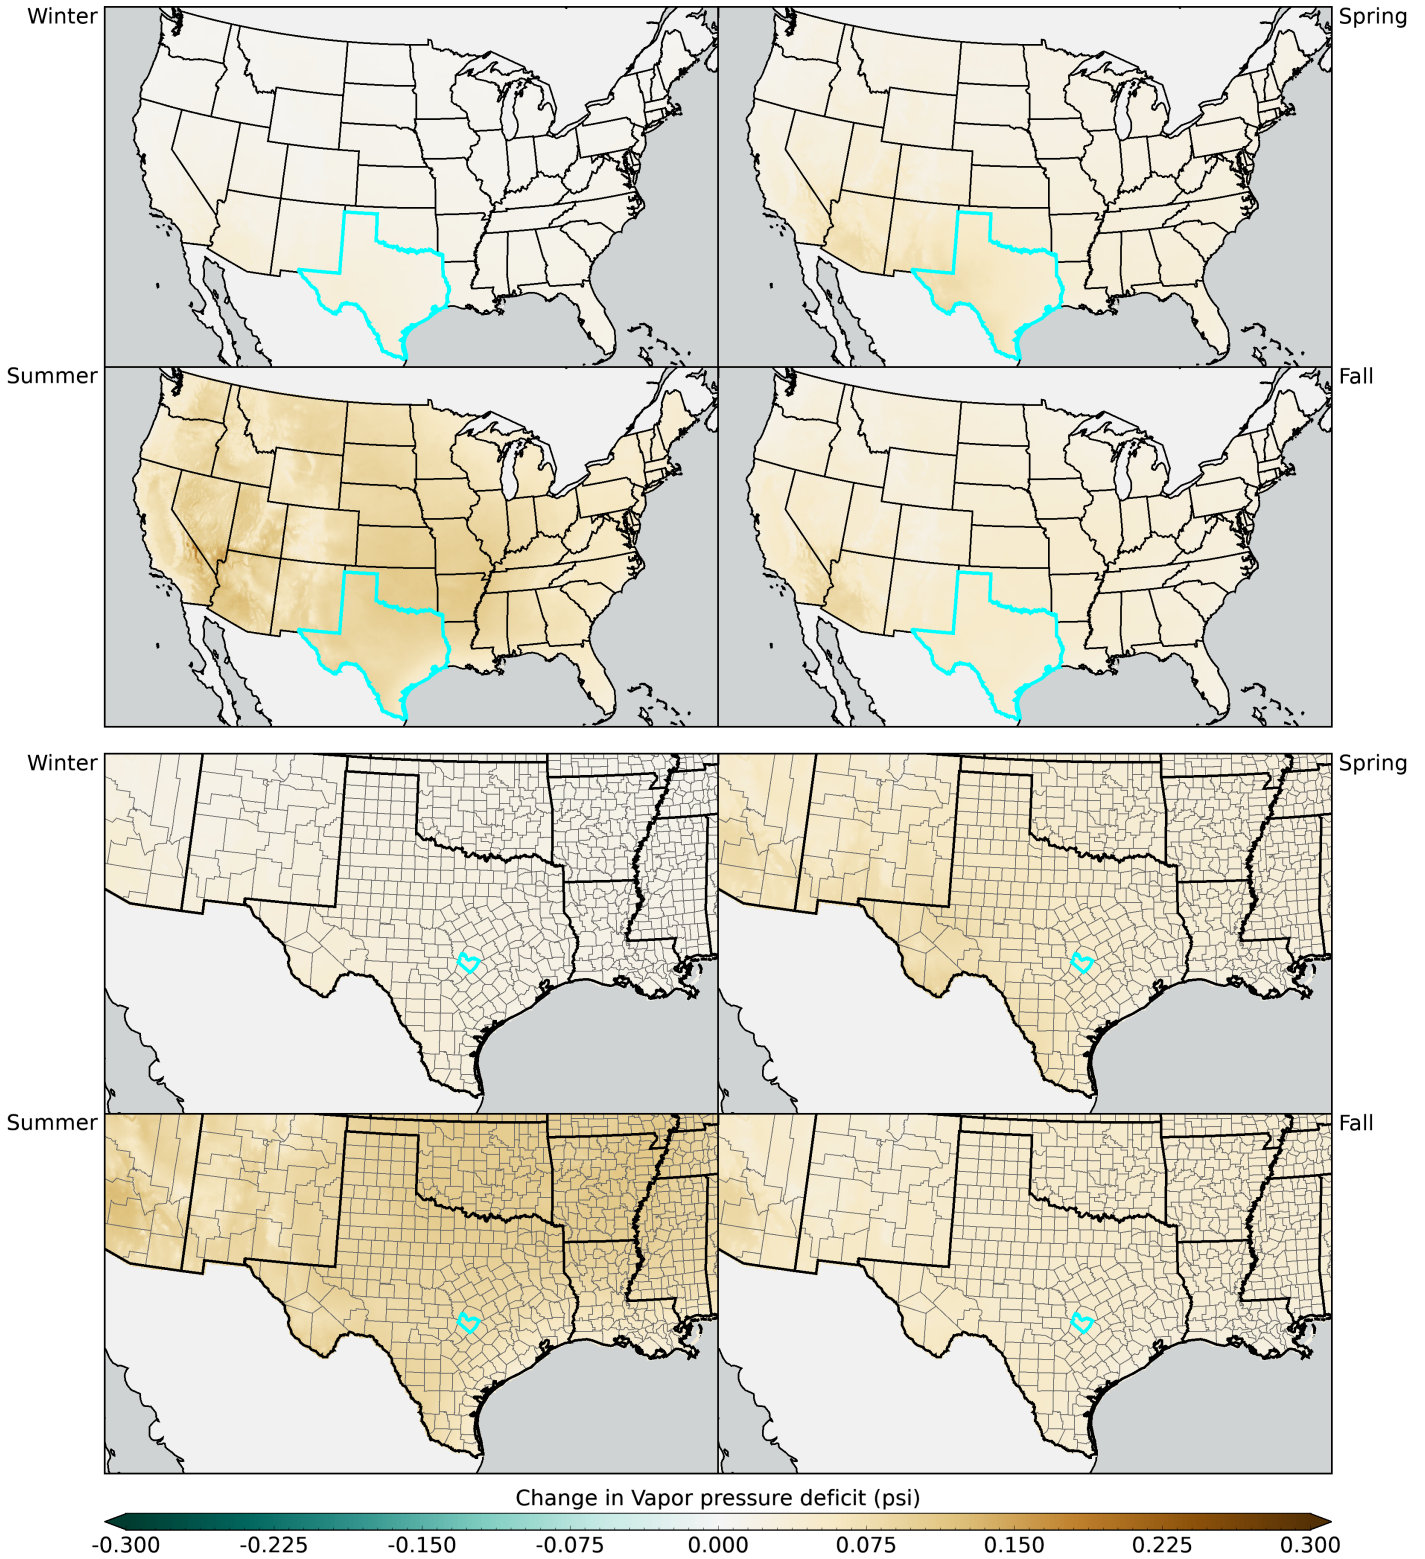 Winter
Spring
Summer
Fall
Winter
Spring
Summer
Fall
Change in Vapor pressure deficit (psi)
-0.300 -0.225 -0.150 -0.075 0.000 0.075 0.150 0.225 0.300